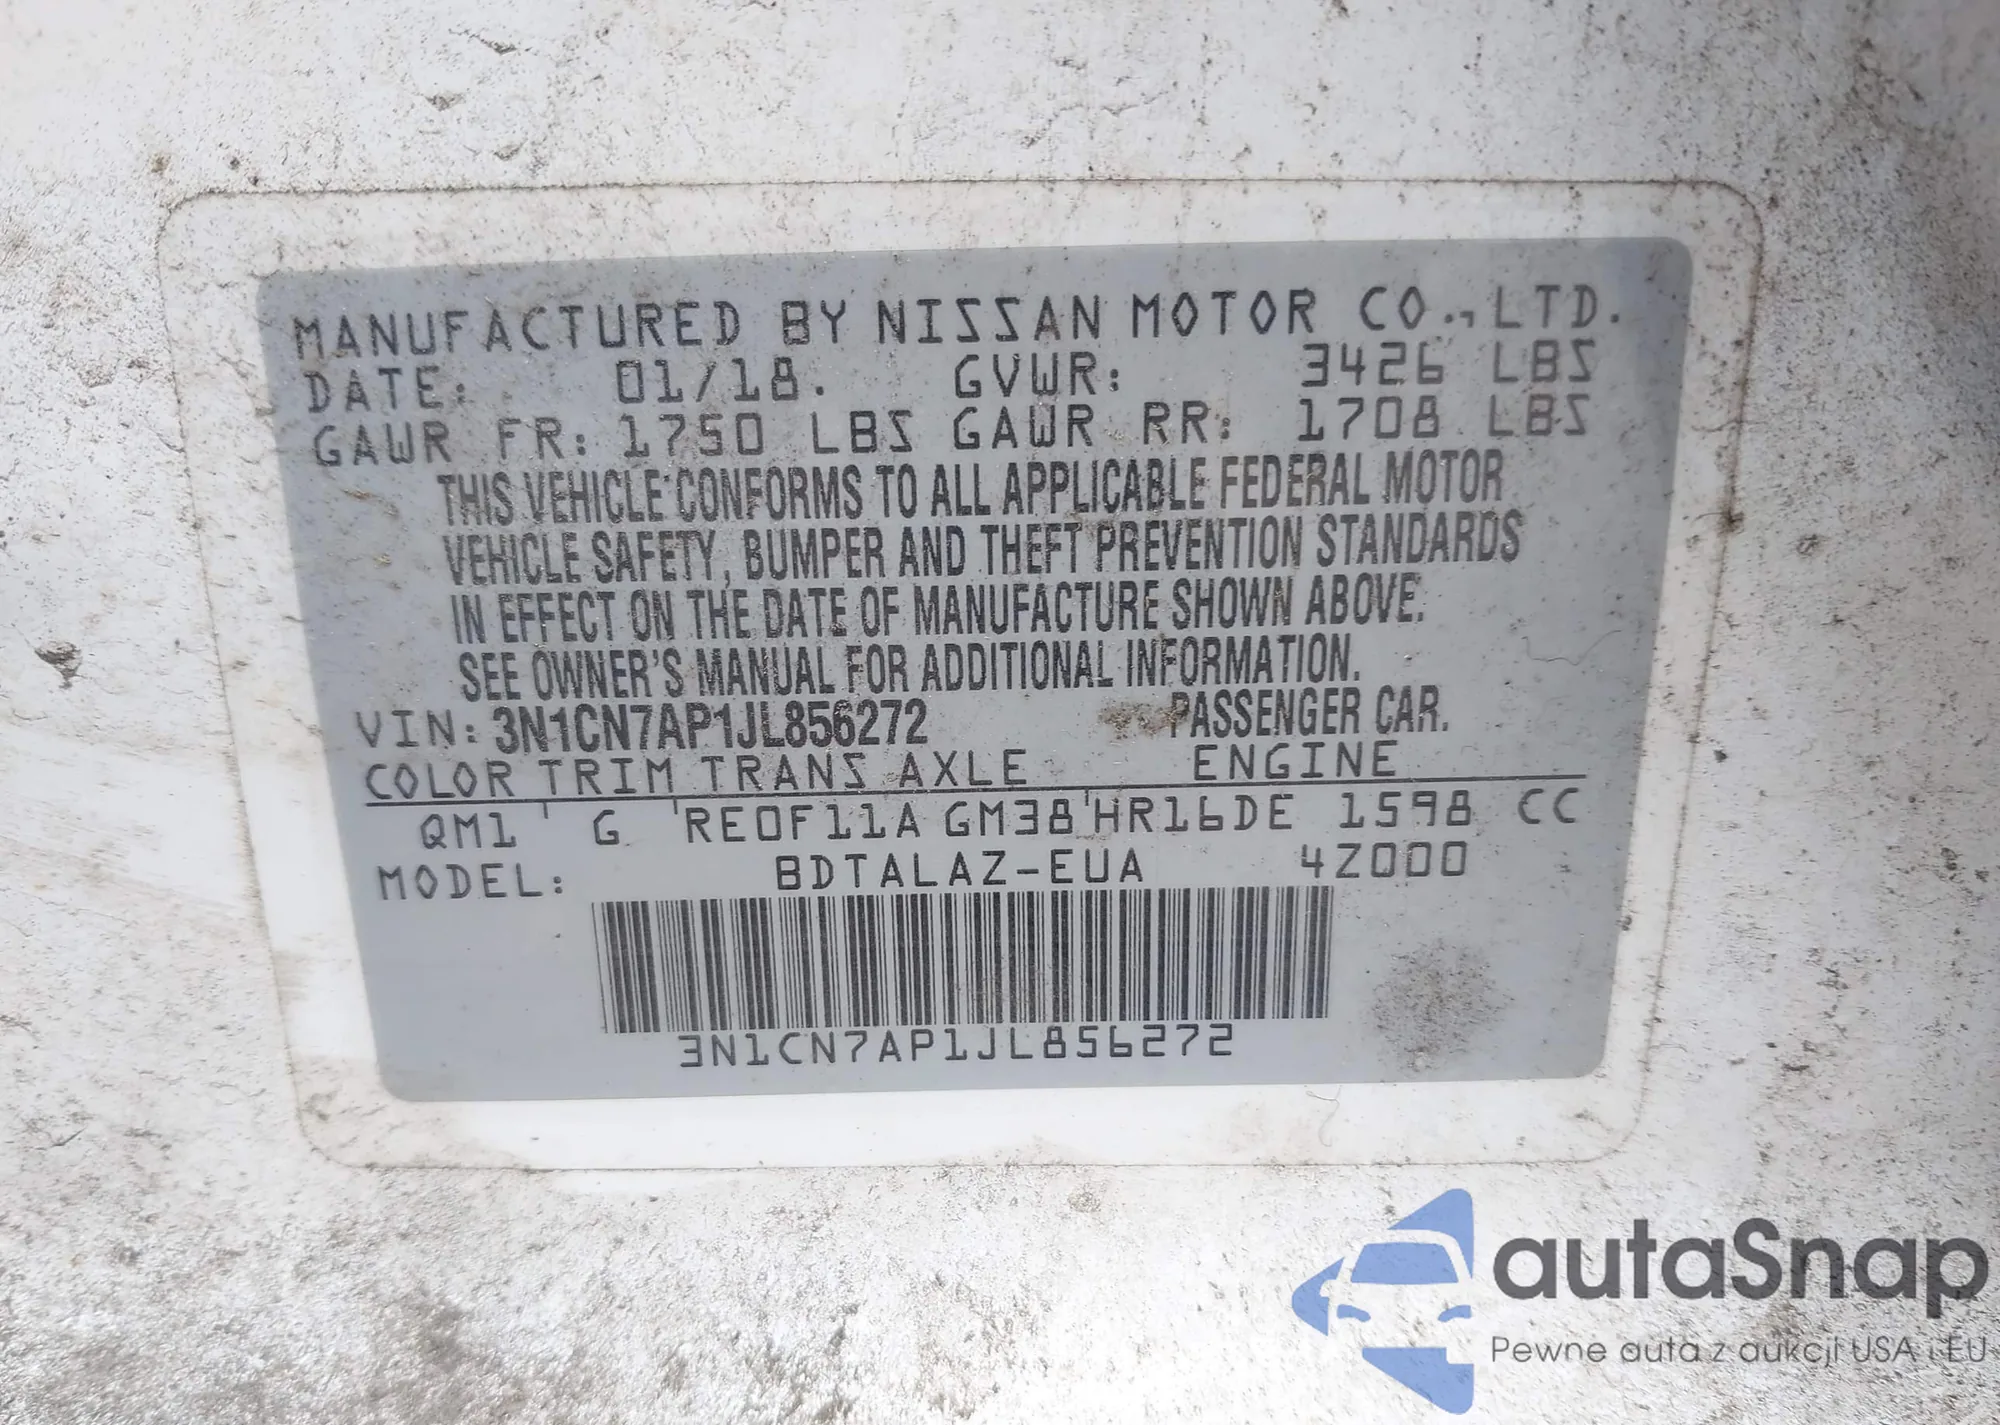 MANUFACTURED BY NISSAN MOTOR CO., LTD.
DATE: 01/18. GVWR: 3426 LBS
GAWR FR: 1750 LBS GAWR RR: 1708 LBS
THIS VEHICLE CONFORMS TO ALL APPLICABLE FEDERAL MOTOR
VEHICLE SAFETY, BUMPER AND THEFT PREVENTION STANDARDS
IN EFFECT ON THE DATE OF MANUFACTURE SHOWN ABOVE.
SEE OWNER'S MANUAL FOR ADDITIONAL INFORMATION.
VIN: 3N1CN7AP1JL856272 PASSENGER CAR.
COLOR TRIM TRANS AXLE ENGINE
QM1 ' G ' RE0F11A GM38 ' HR16DE 1598 CC
MODEL: BDTALAZ-EUA 4Z000
3N1CN7AP1JL856272
autaSnap
Pewne auta z aukcji USA i EU